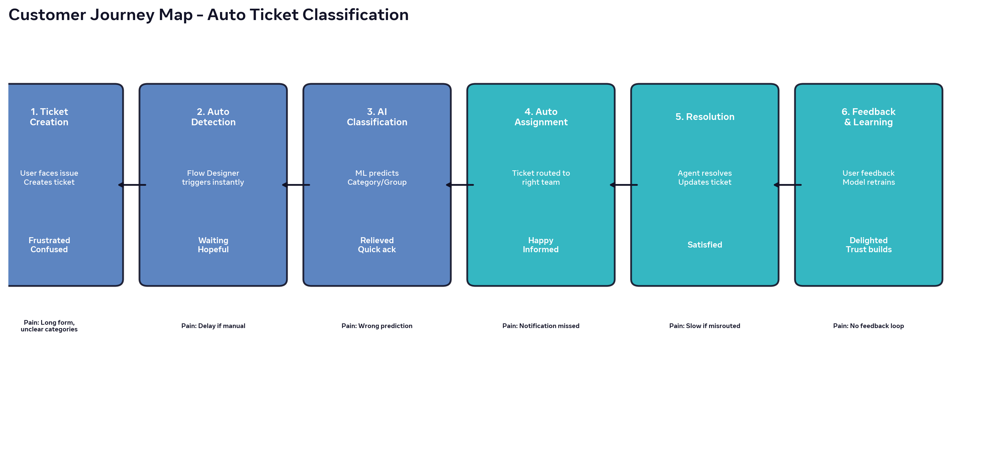 Customer Journey Map – Auto Ticket Classification
1. Ticket
Creation
User faces issue
Creates ticket
Frustrated
Confused
Pain: Long form,
unclear categories
2. Auto
Detection
Flow Designer
triggers instantly
Waiting
Hopeful
Pain: Delay if manual
3. AI
Classification
ML predicts
Category/Group
Relieved
Quick ack
Pain: Wrong prediction
4. Auto
Assignment
Ticket routed to
right team
Happy
Informed
Pain: Notification missed
5. Resolution
Agent resolves
Updates ticket
Satisfied
Pain: Slow if misrouted
6. Feedback
& Learning
User feedback
Model retrains
Delighted
Trust builds
Pain: No feedback loop